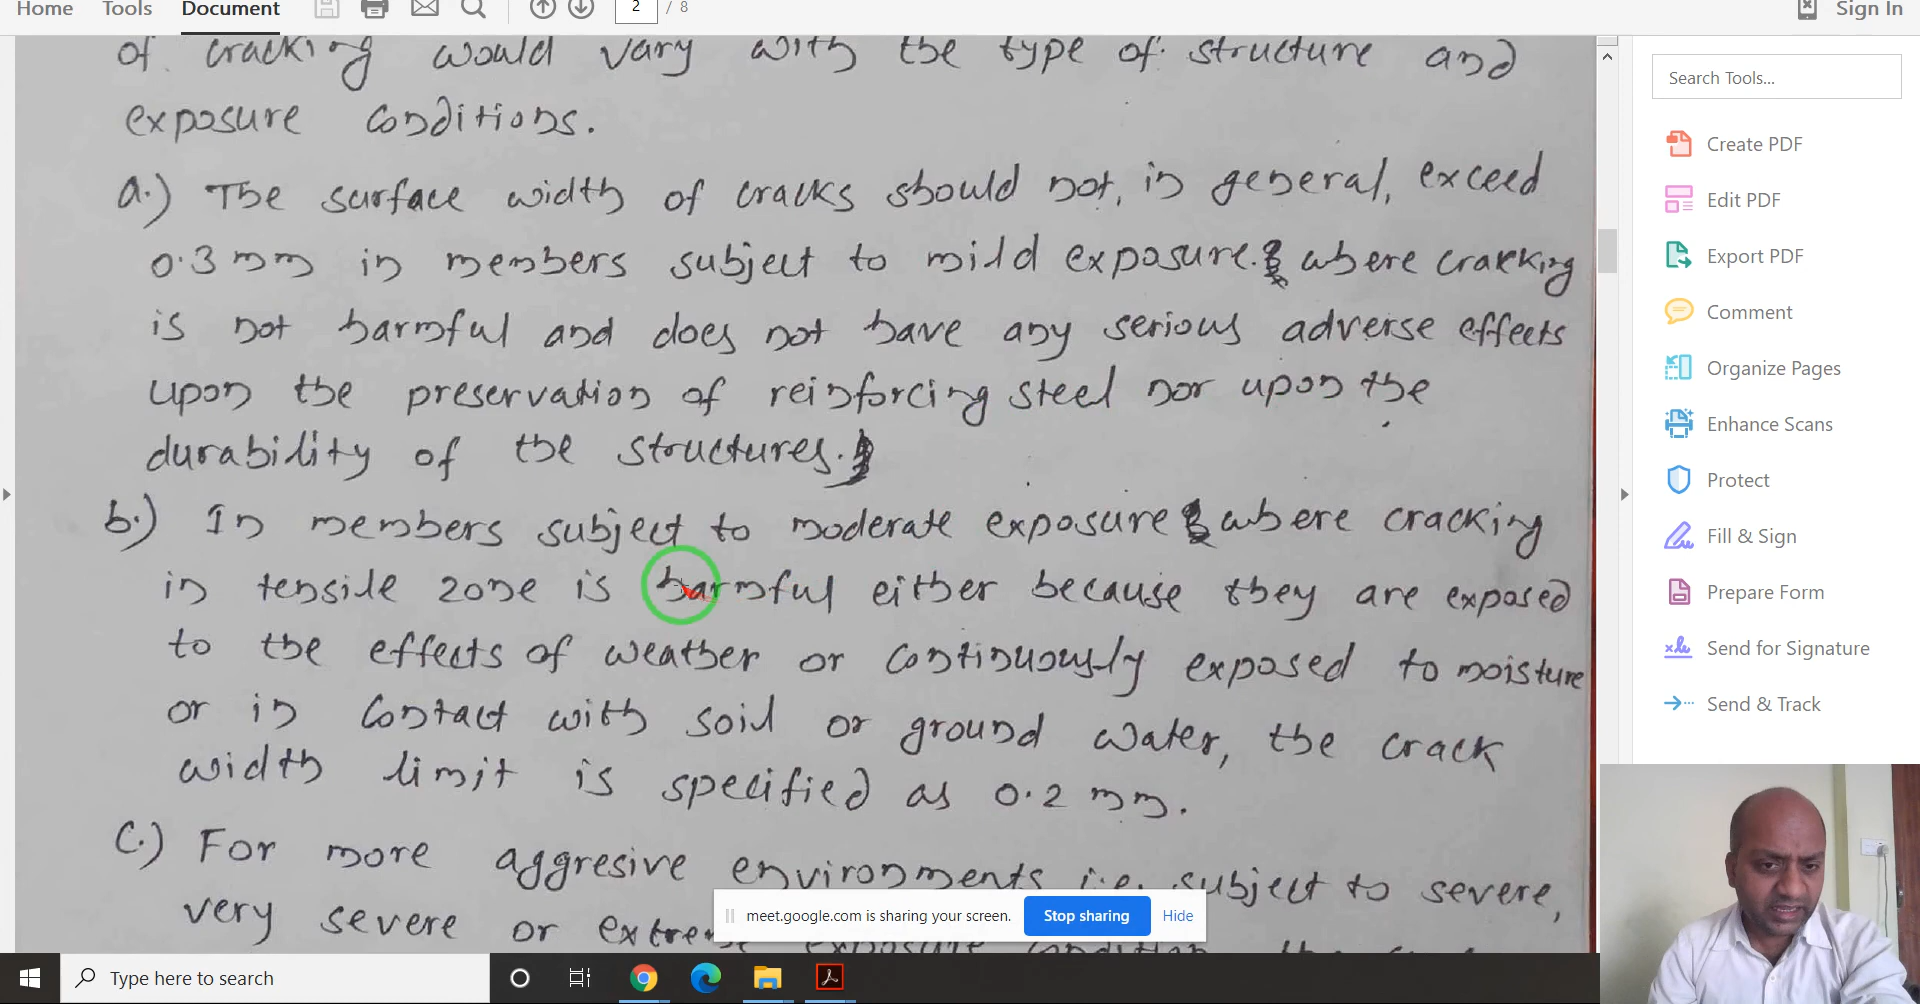 Home Tools Document 2 / 8 Sign In
of cracking would vary with the type of structure and
exposure conditions.
a.) The surface width of cracks should not, in general, exceed
0.3 mm in members subject to mild exposure. where cracking
is not harmful and does not have any serious adverse effects
upon the preservation of reinforcing steel nor upon the
durability of the structures.
b.) In members subject to moderate exposure where cracking
in tensile zone is harmful either because they are exposed
to the effects of weather or continuously exposed to moisture
or in contact with soil or ground water, the crack
width limit is specified as 0.2 mm.
C.) For more aggresive environments i.e. subject to severe,
very severe or extreme exposure condition, the crack
Search Tools...
Create PDF
Edit PDF
Export PDF
Comment
Organize Pages
Enhance Scans
Protect
Fill & Sign
Prepare Form
Send for Signature
Send & Track
meet.google.com is sharing your screen. Stop sharing Hide
Type here to search